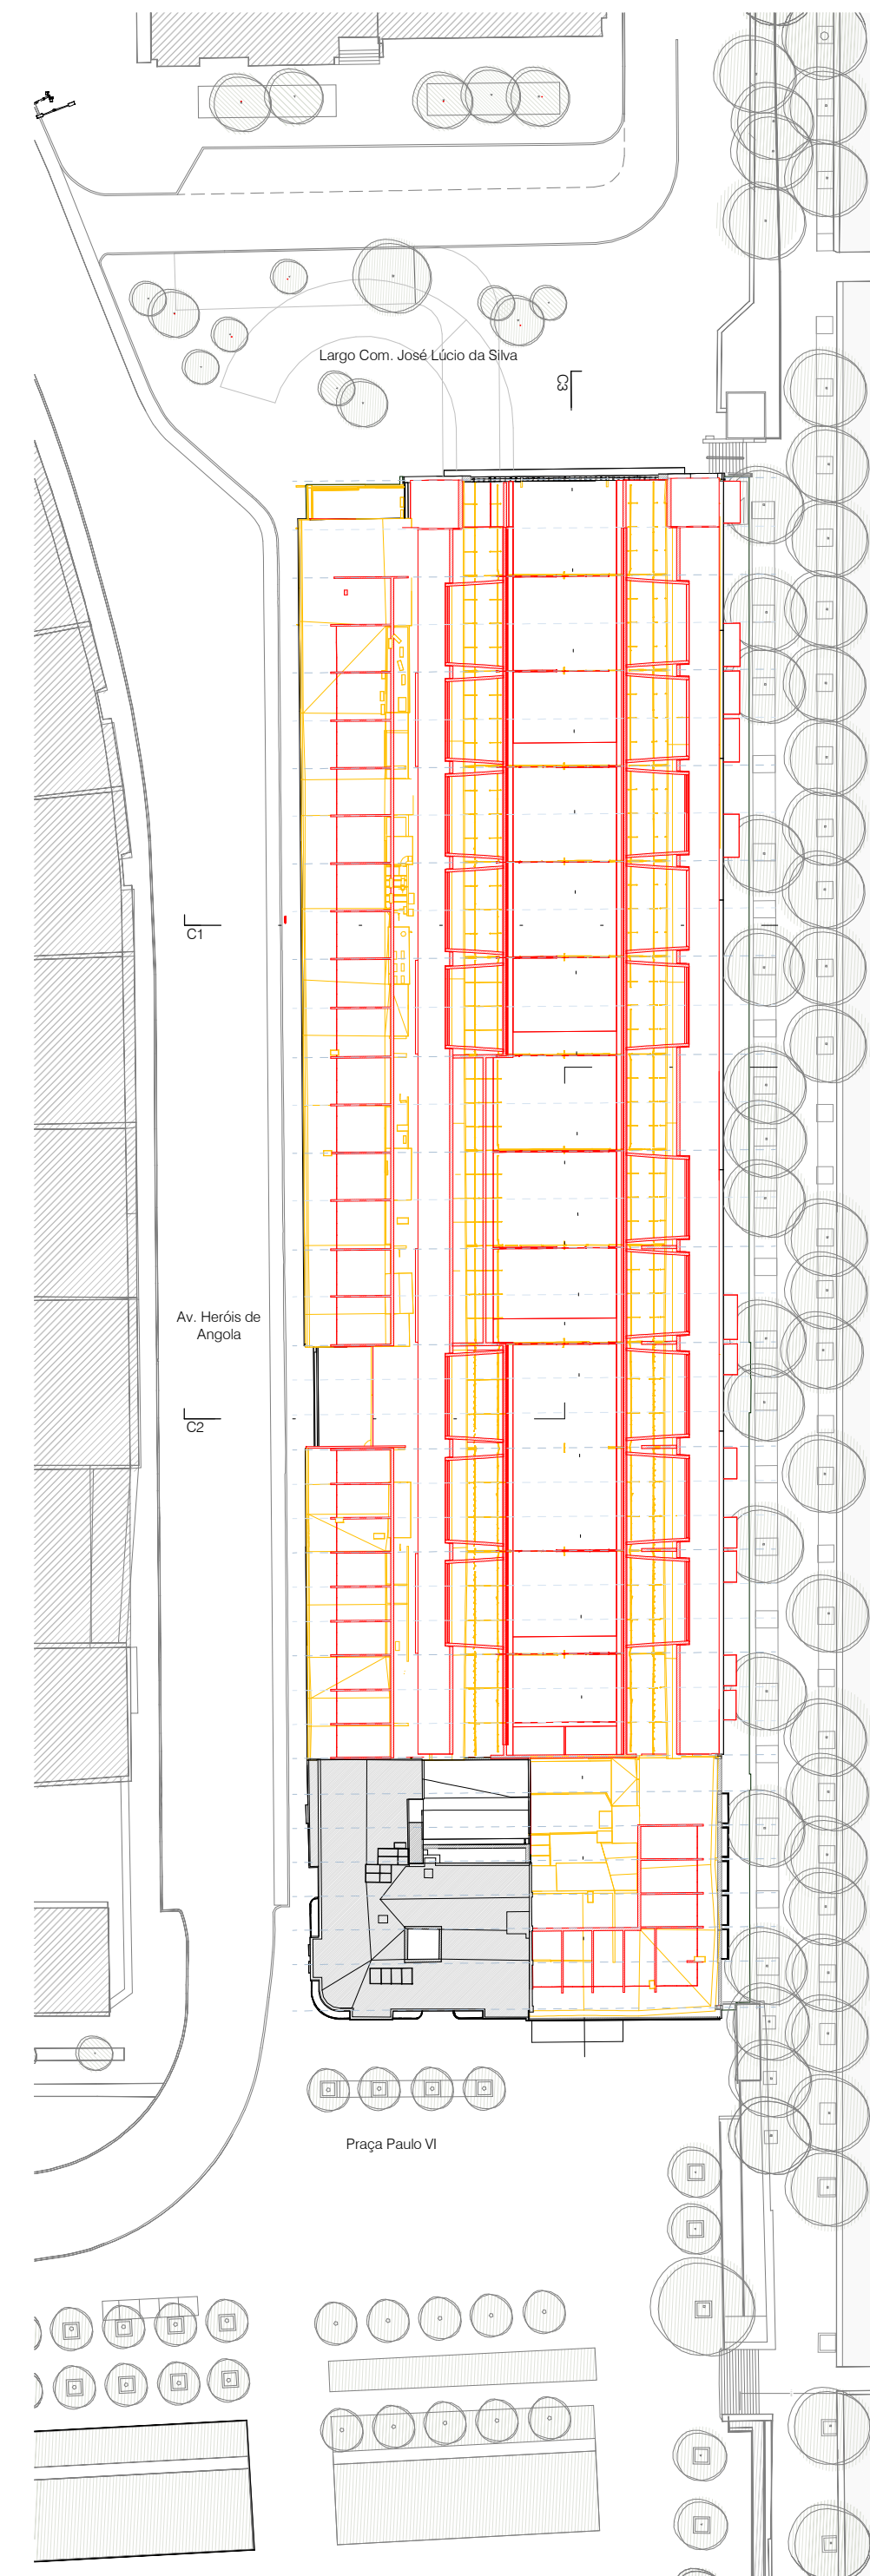 Largo Com. José Lúcio da Silva
C3
C1
Av. Heróis de
Angola
C2
Praça Paulo VI